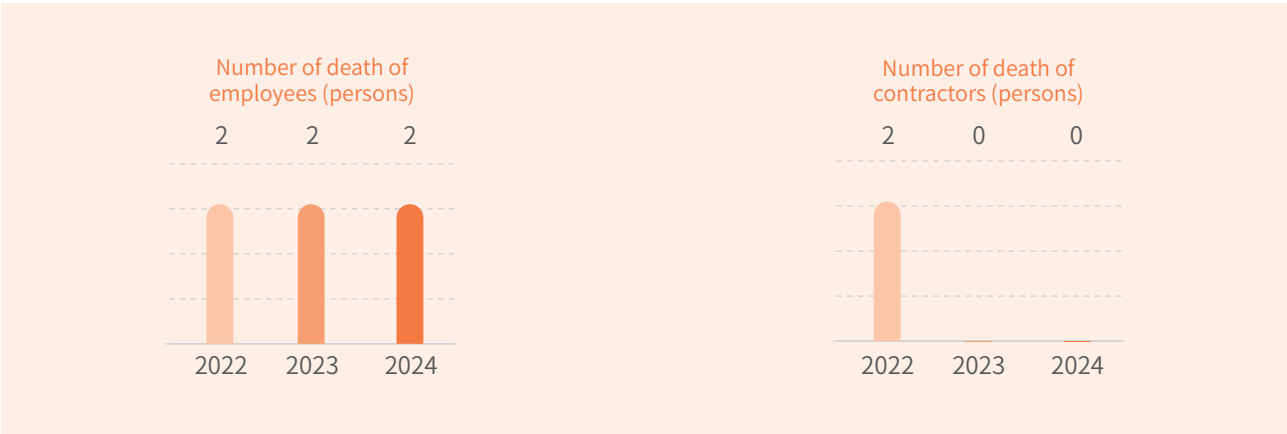 Number of death of
employees (persons)
2 2 2
2022 2023 2024
Number of death of
contractors (persons)
2 0 0
2022 2023 2024